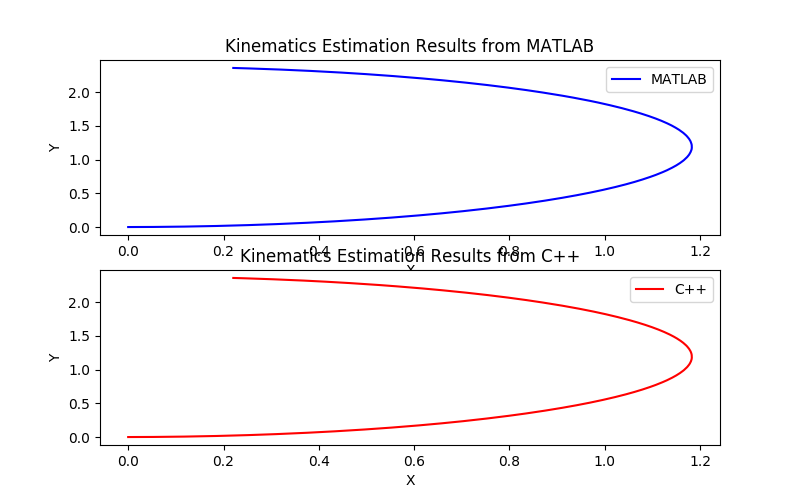 Kinematics Estimation Results from MATLAB
MATLAB
2.0
1.5
Y
1.0
0.5
0.0
0.0 0.2 0.4 0.6 0.8 1.0 1.2
X
Kinematics Estimation Results from C++
C++
2.0
1.5
Y
1.0
0.5
0.0
0.0 0.2 0.4 0.6 0.8 1.0 1.2
X